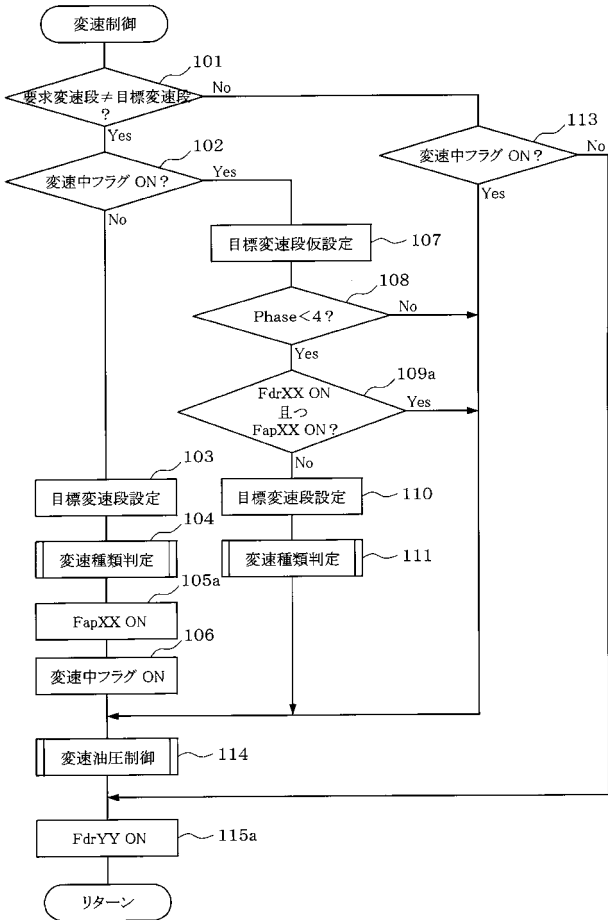 変速制御
101
要求変速段≠目標変速段
?
No
Yes
102
変速中フラグ ON?
Yes
No
113
変速中フラグ ON?
No
Yes
目標変速段仮設定
107
108
Phase<4?
No
Yes
109a
FdrXX ON
且つ
FapXX ON?
Yes
No
103
目標変速段設定
目標変速段設定
110
104
変速種類判定
変速種類判定
111
105a
FapXX ON
106
変速中フラグ ON
変速油圧制御
114
FdrYY ON
115a
リターン